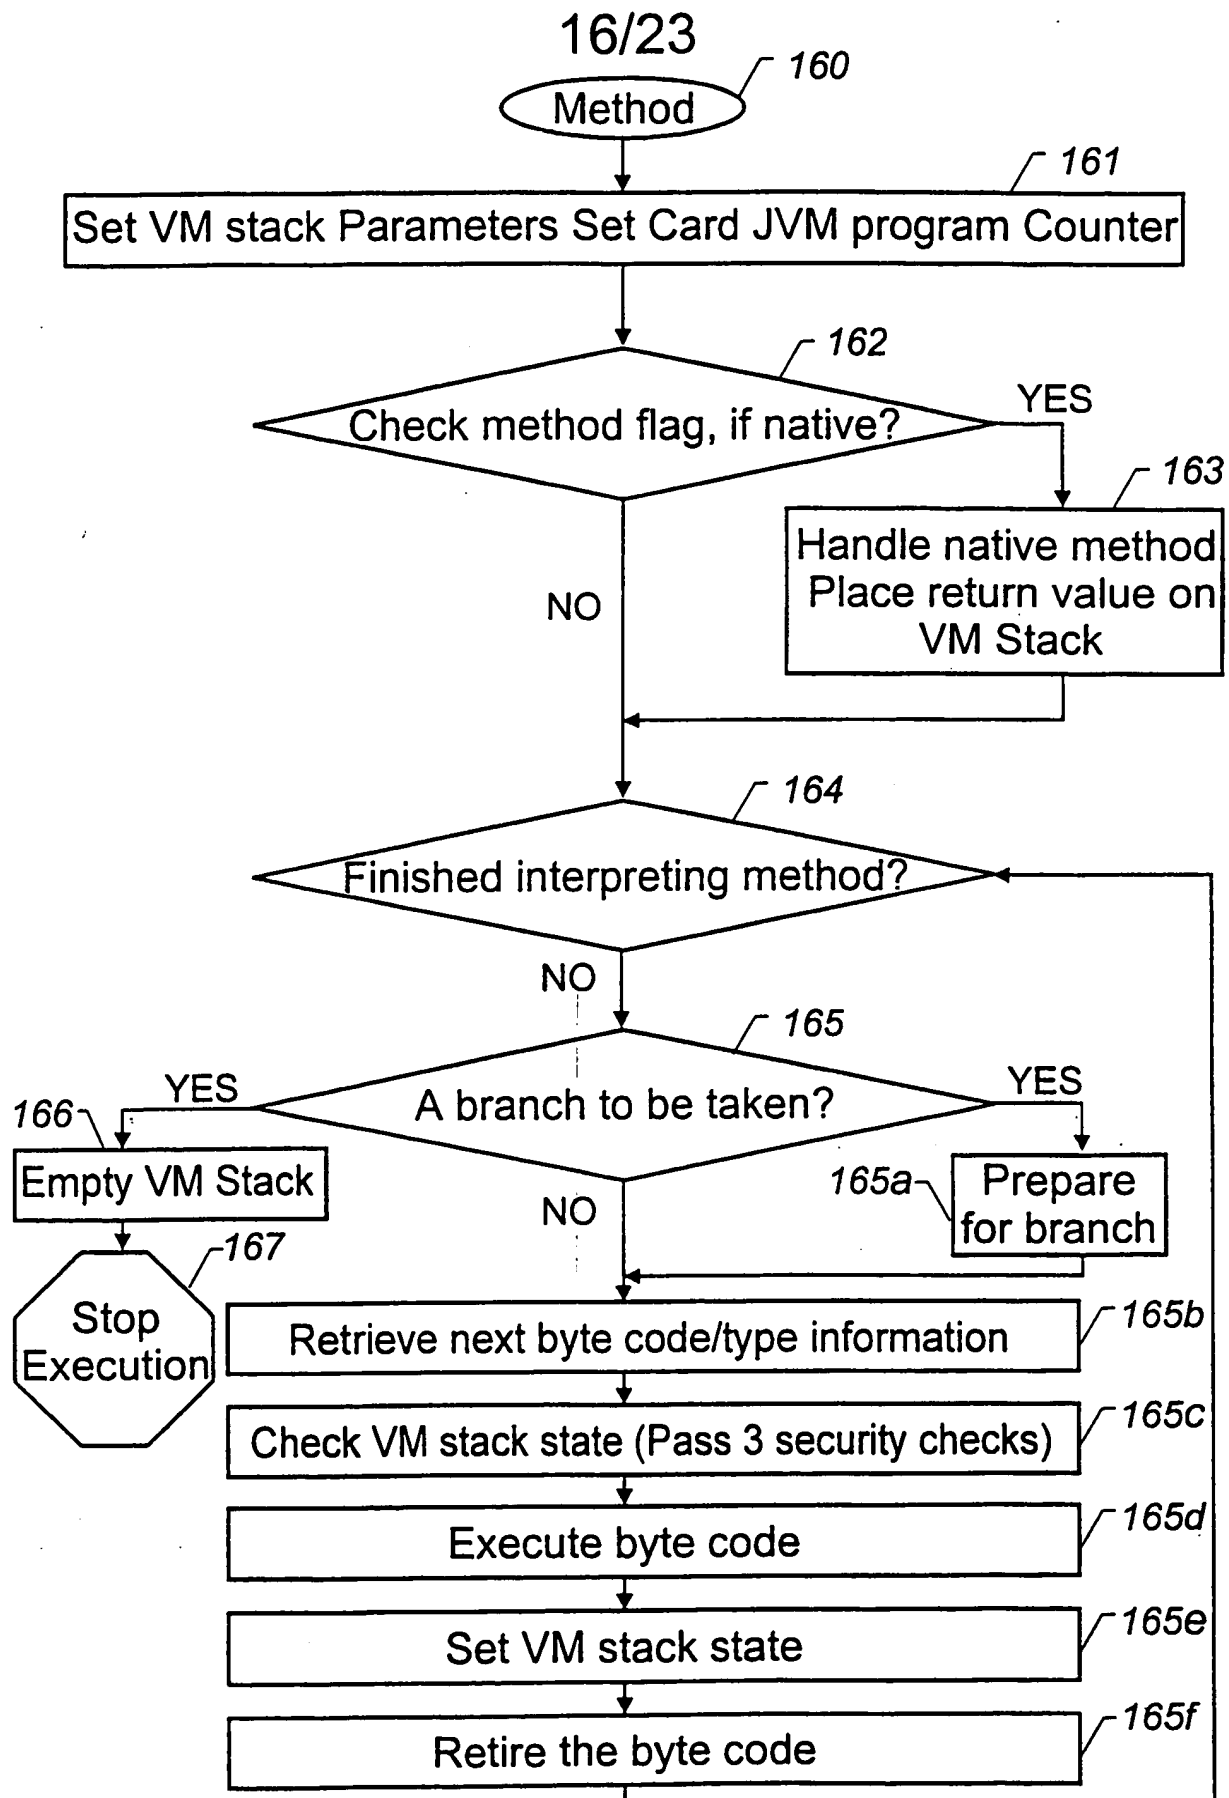 16/23
160
Method
161
Set VM stack Parameters Set Card JVM program Counter
162
Check method flag, if native?
YES
163
Handle native method
Place return value on
VM Stack
NO
164
Finished interpreting method?
NO
165
A branch to be taken?
YES
YES
166
Empty VM Stack
165a
Prepare
for branch
NO
167
Stop
Execution
165b
Retrieve next byte code/type information
165c
Check VM stack state (Pass 3 security checks)
165d
Execute byte code
165e
Set VM stack state
165f
Retire the byte code